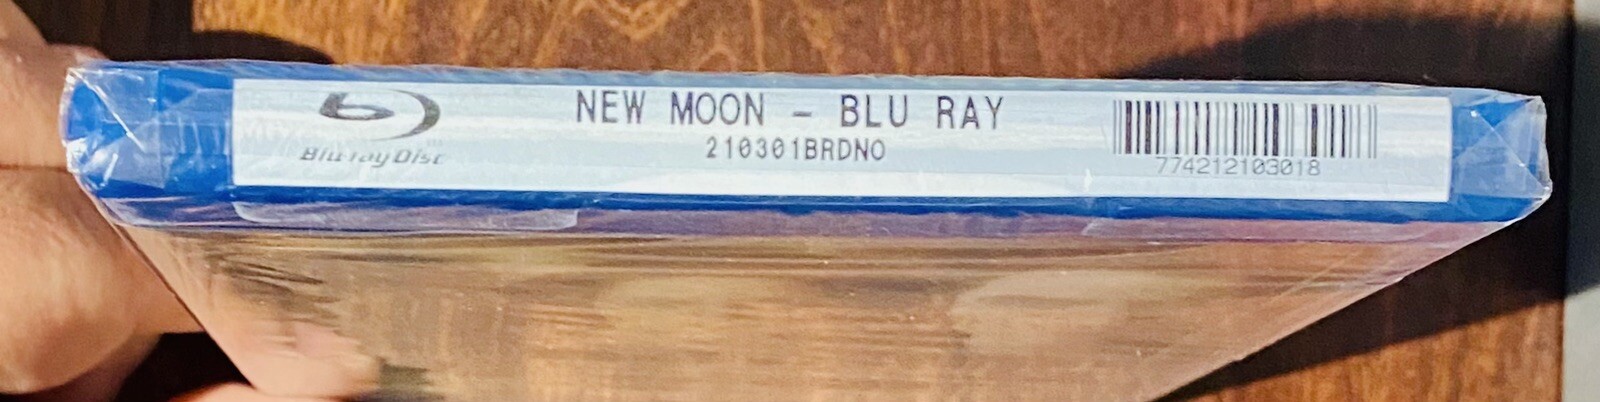 Blu-ray Disc
NEW MOON - BLU RAY
210301BRDNO
774212103018